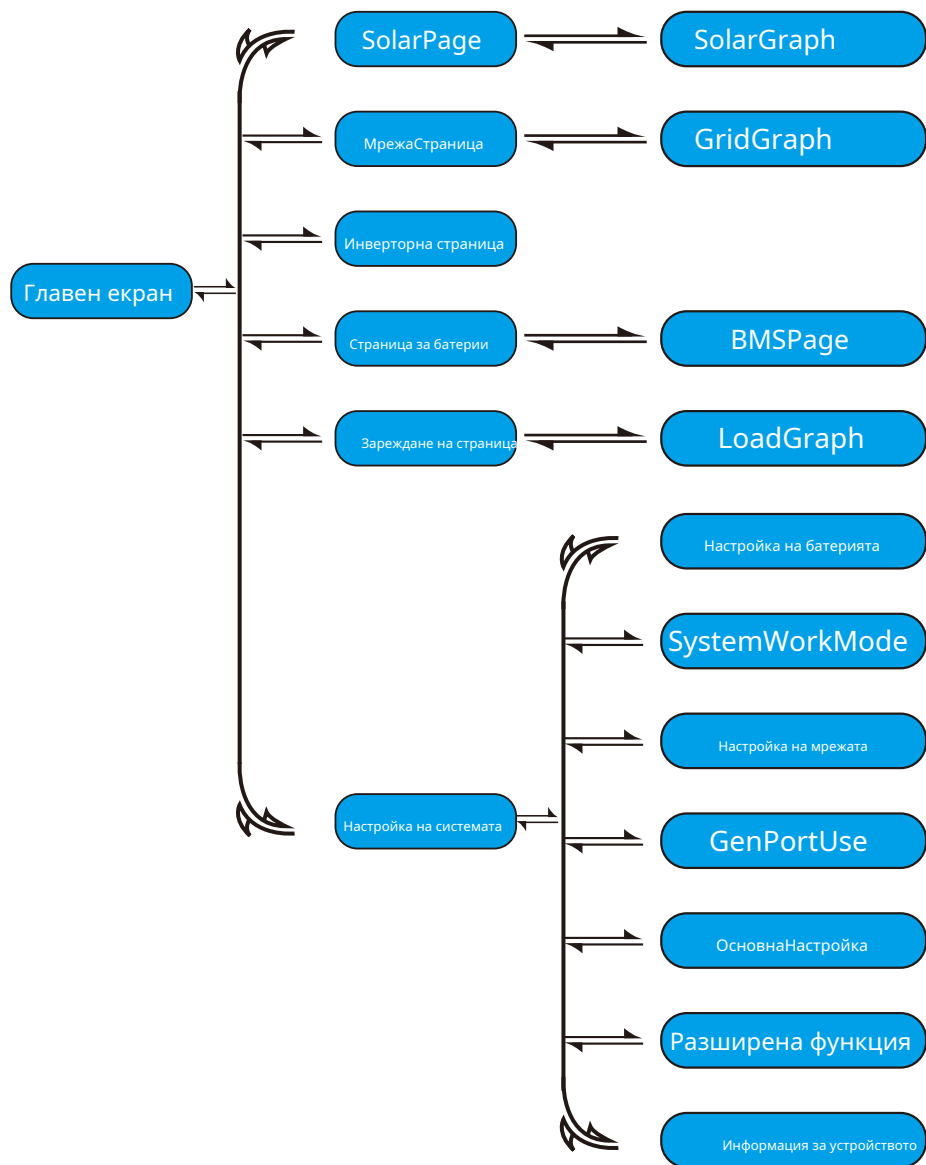 SolarPage
SolarGraph
МрежаСтраница
GridGraph
Инверторна страница
Главен екран
Страница за батерии
BMSPage
Зареждане на страница
LoadGraph
Настройка на батерията
SystemWorkMode
Настройка на мрежата
Настройка на системата
GenPortUse
ОсновнаНастройка
Разширена функция
Информация за устройството